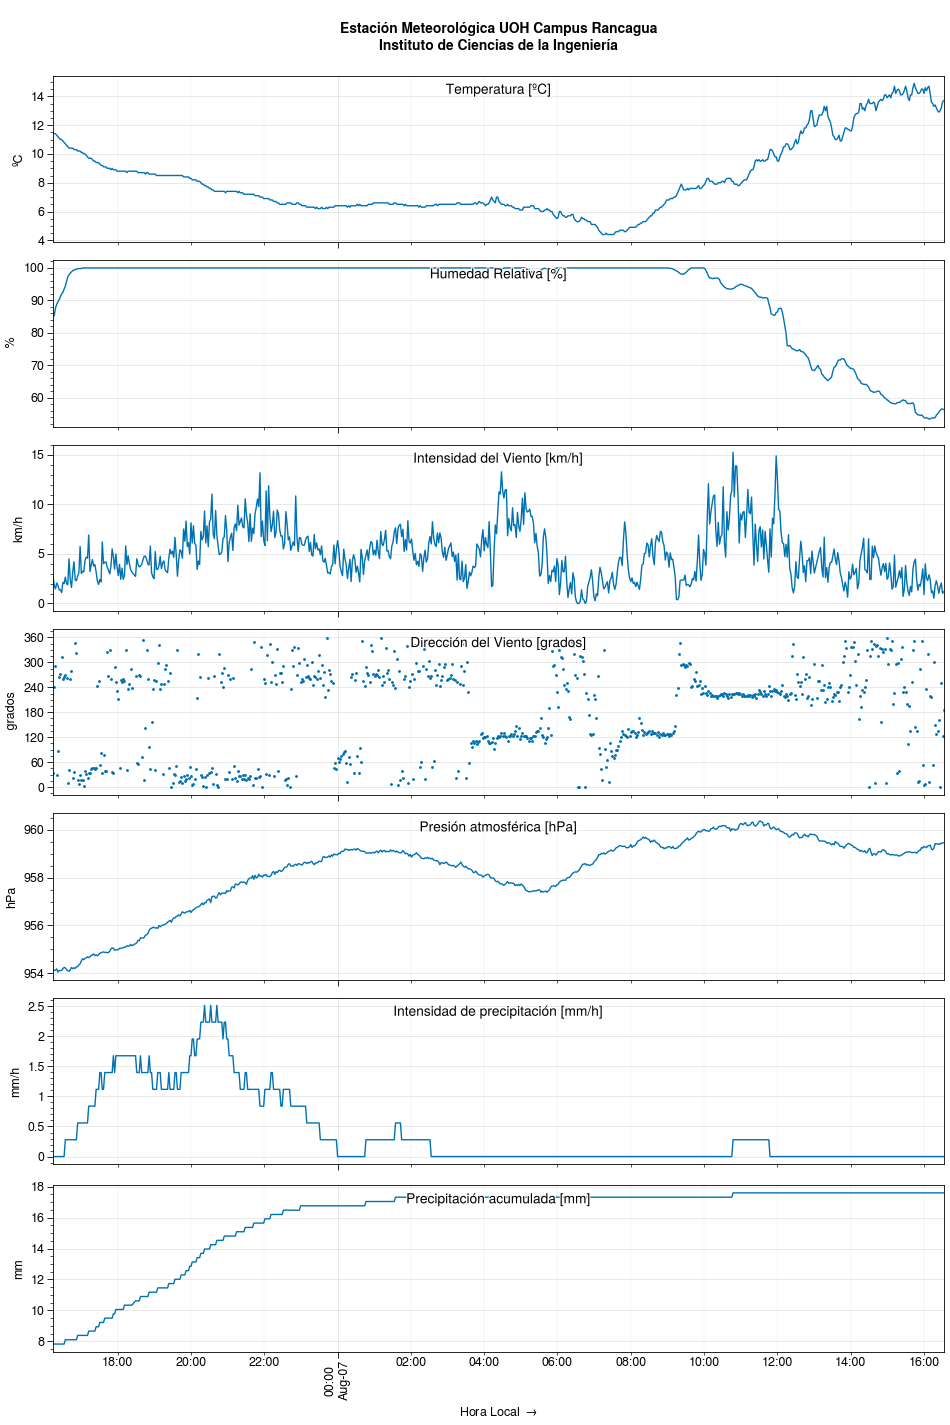 Estación Meteorológica UOH Campus Rancagua
Instituto de Ciencias de la Ingeniería
Temperatura [ºC]
14
12
10
8
6
4
ºC
Humedad Relativa [%]
100
90
80
70
60
%
Intensidad del Viento [km/h]
15
10
5
0
km/h
Dirección del Viento [grados]
360
300
240
180
120
60
0
grados
Presión atmosférica [hPa]
960
958
956
954
hPa
Intensidad de precipitación [mm/h]
2.5
2
1.5
1
0.5
0
mm/h
Precipitación acumulada [mm]
18
16
14
12
10
8
mm
18:00 20:00 22:00 00:00 02:00 04:00 06:00 08:00 10:00 12:00 14:00 16:00
Aug-07
Hora Local →